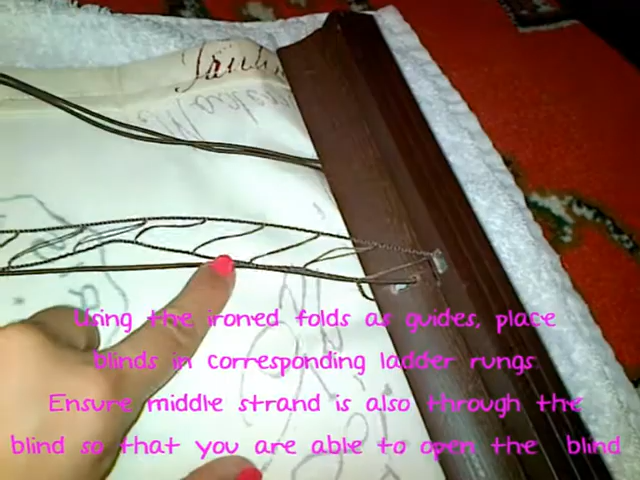 Using the ironed folds as guides, place
blinds in corresponding ladder rungs.
Ensure middle strand is also through the
blind so that you are able to open the blind